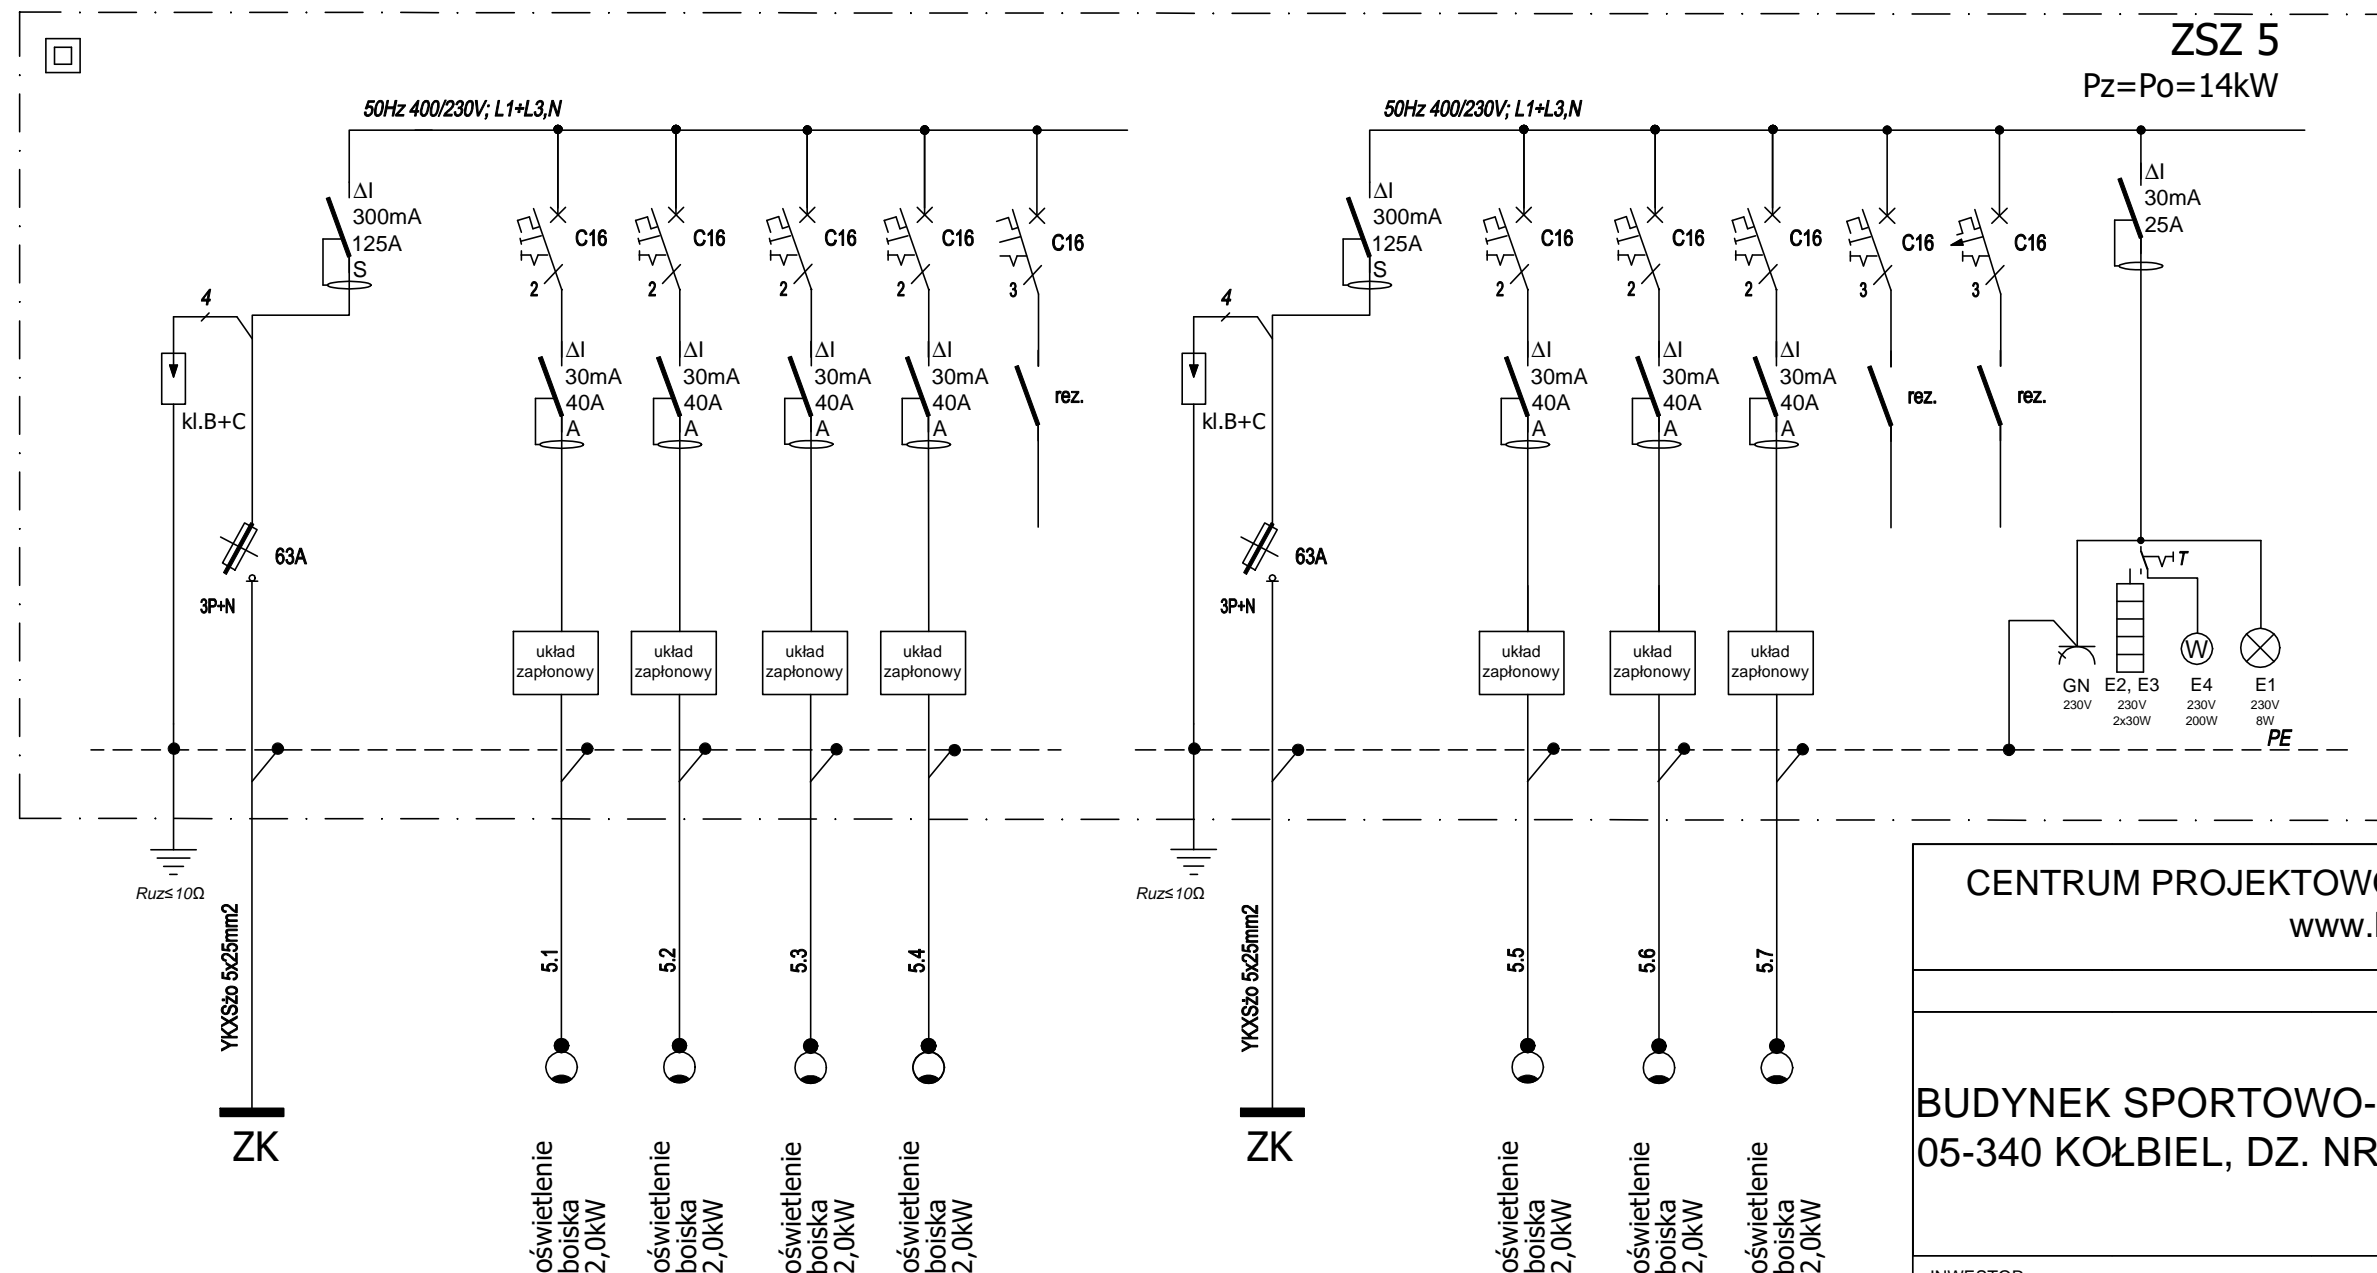 ZSZ 5
Pz=Po=14kW
50Hz 400/230V; L1÷L3,N
ΔI
300mA
125A
S
4
kl.B+C
63A
3P+N
C16
2
C16
2
C16
2
C16
2
C16
3
ΔI
30mA
40A
A
ΔI
30mA
40A
A
ΔI
30mA
40A
A
ΔI
30mA
40A
A
rez.
układ
zapłonowy
układ
zapłonowy
układ
zapłonowy
układ
zapłonowy
Ruz≤10Ω
YKXSżo 5x25mm2
ZK
5.1
5.2
5.3
5.4
oświetlenie
boiska
2,0kW
oświetlenie
boiska
2,0kW
oświetlenie
boiska
2,0kW
oświetlenie
boiska
2,0kW
50Hz 400/230V; L1÷L3,N
ΔI
300mA
125A
S
4
kl.B+C
63A
3P+N
C16
2
C16
2
C16
2
C16
3
C16
3
ΔI
30mA
25A
ΔI
30mA
40A
A
ΔI
30mA
40A
A
ΔI
30mA
40A
A
rez.
rez.
T
W
układ
zapłonowy
układ
zapłonowy
układ
zapłonowy
GN
230V
E2, E3
230V
2x30W
E4
230V
200W
E1
230V
8W
PE
Ruz≤10Ω
YKXSżo 5x25mm2
ZK
5.5
5.6
5.7
oświetlenie
boiska
2,0kW
oświetlenie
boiska
2,0kW
oświetlenie
boiska
2,0kW
CENTRUM PROJEKTOWO
www.
BUDYNEK SPORTOWO-
05-340 KOŁBIEL, DZ. NR